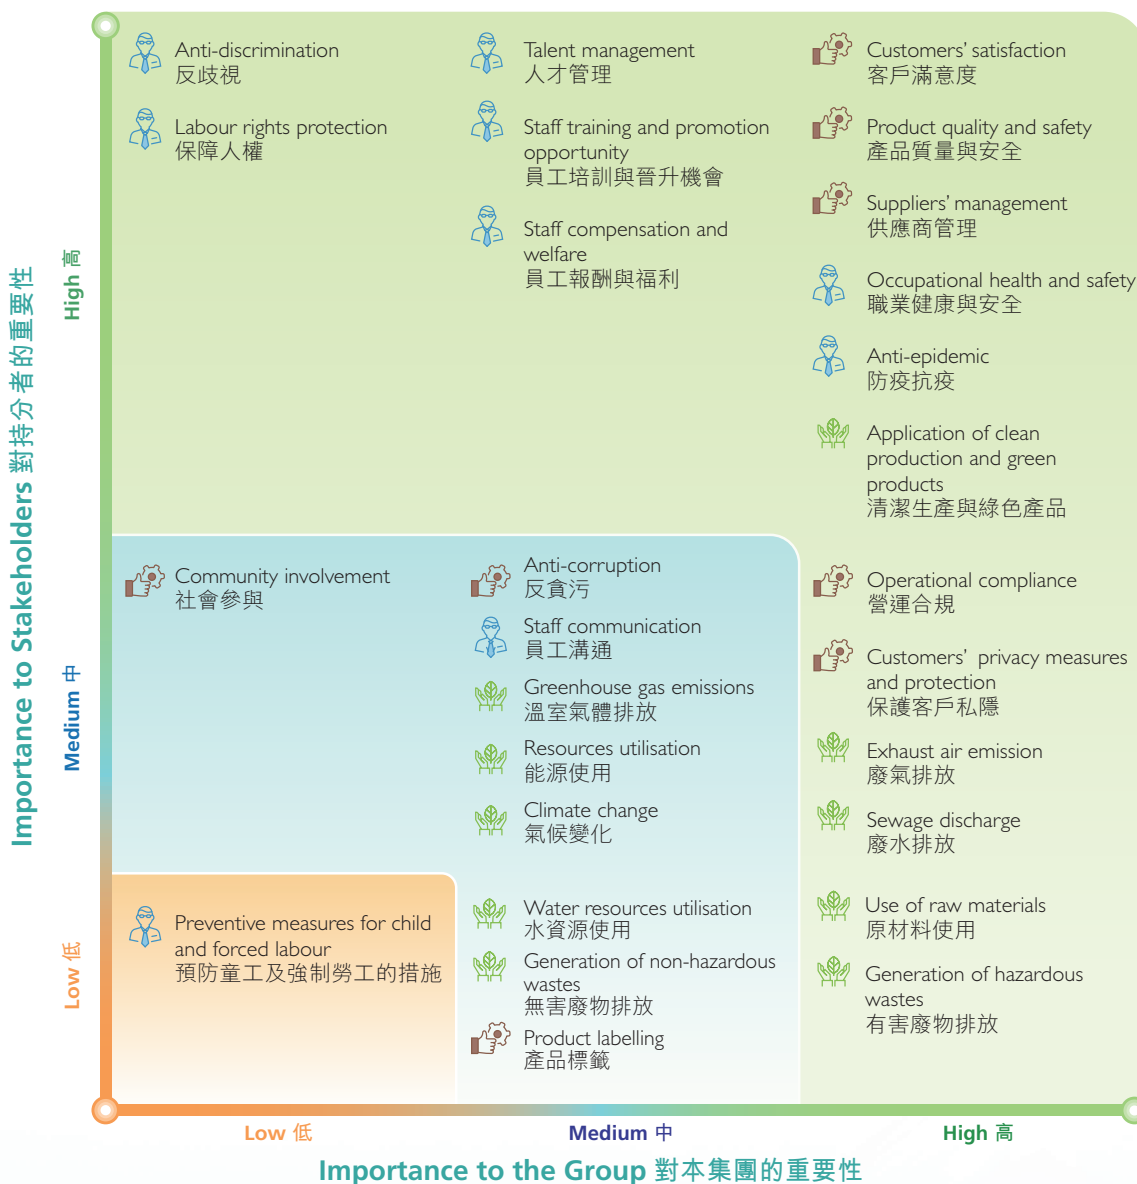 Importance to Stakeholders 對持分者的重要性
High 高
Medium 中
Low 低
Anti-discrimination
反歧視
Labour rights protection
保障人權
Talent management
人才管理
Staff training and promotion
opportunity
員工培訓與晉升機會
Staff compensation and
welfare
員工報酬與福利
Customers' satisfaction
客戶滿意度
Product quality and safety
產品質量與安全
Suppliers' management
供應商管理
Occupational health and safety
職業健康與安全
Anti-epidemic
防疫抗疫
Application of clean
production and green
products
清潔生產與綠色產品
Community involvement
社會參與
Anti-corruption
反貪污
Staff communication
員工溝通
Greenhouse gas emissions
溫室氣體排放
Resources utilisation
能源使用
Climate change
氣候變化
Operational compliance
營運合規
Customers' privacy measures
and protection
保護客戶私隱
Exhaust air emission
廢氣排放
Sewage discharge
廢水排放
Preventive measures for child
and forced labour
預防童工及強制勞工的措施
Water resources utilisation
水資源使用
Generation of non-hazardous
wastes
無害廢物排放
Product labelling
產品標籤
Use of raw materials
原材料使用
Generation of hazardous
wastes
有害廢物排放
Low 低
Medium 中
High 高
Importance to the Group 對本集團的重要性